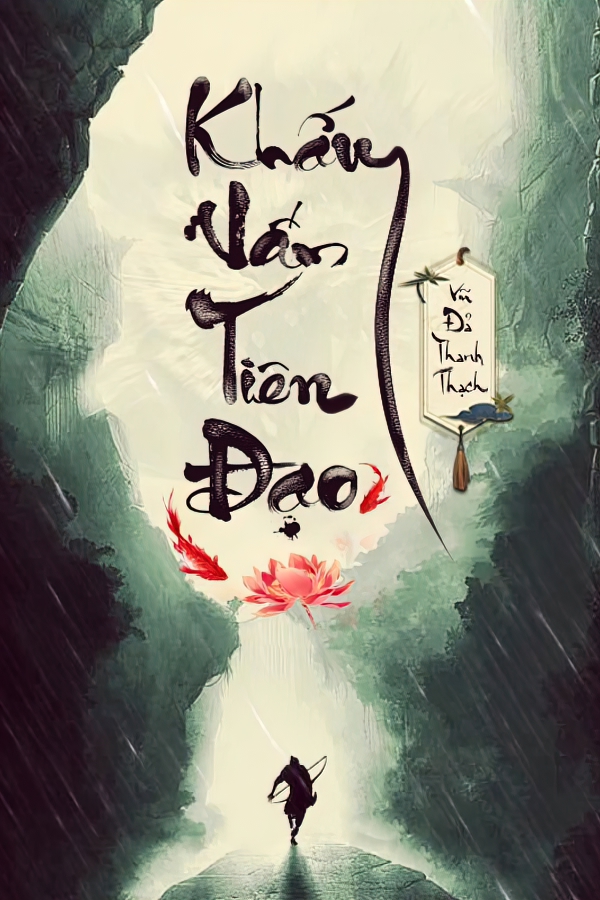 Khấu
Vấn
Tiên
Đạo
Vũ
Đả
Thanh
Thạch